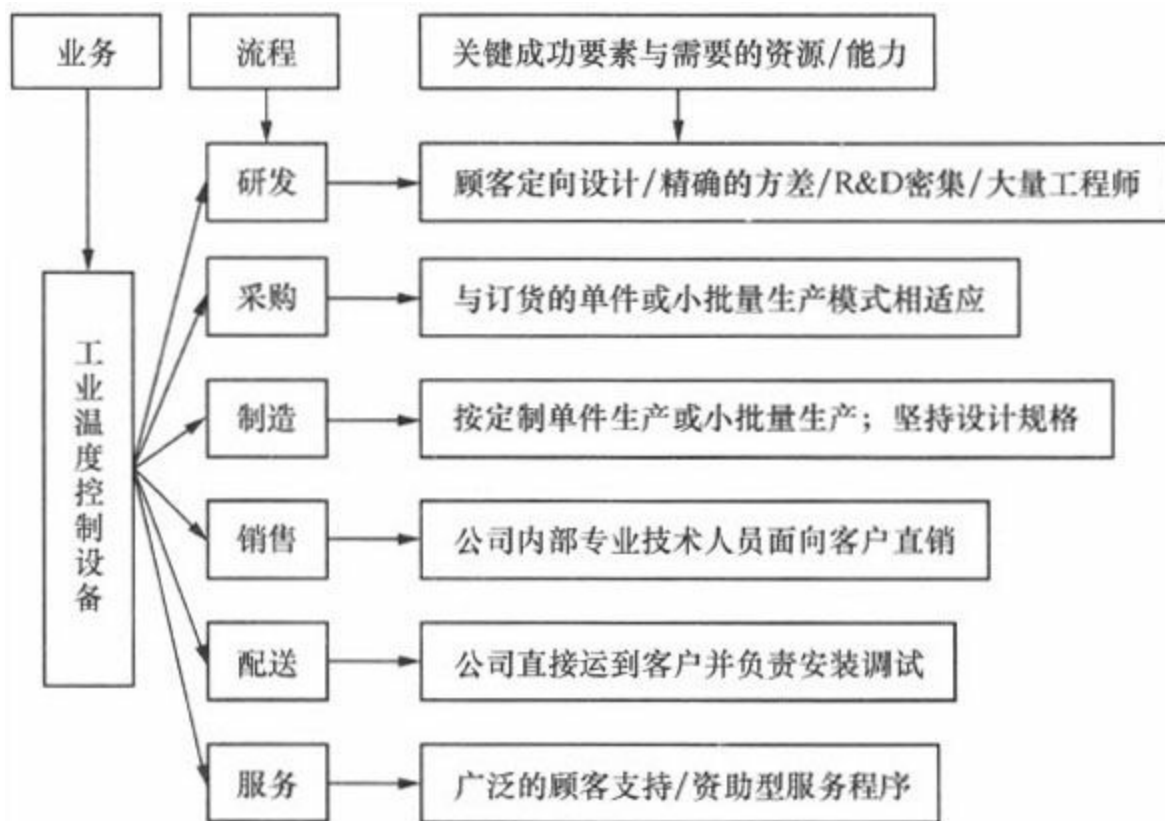 业务
流程
关键成功要素与需要的资源/能力
工业温度控制设备
研发
顾客定向设计/精确的方差/R&D密集/大量工程师
采购
与订货的单件或小批量生产模式相适应
制造
按定制单件生产或小批量生产；坚持设计规格
销售
公司内部专业技术人员面向客户直销
配送
公司直接运到客户并负责安装调试
服务
广泛的顾客支持/资助型服务程序